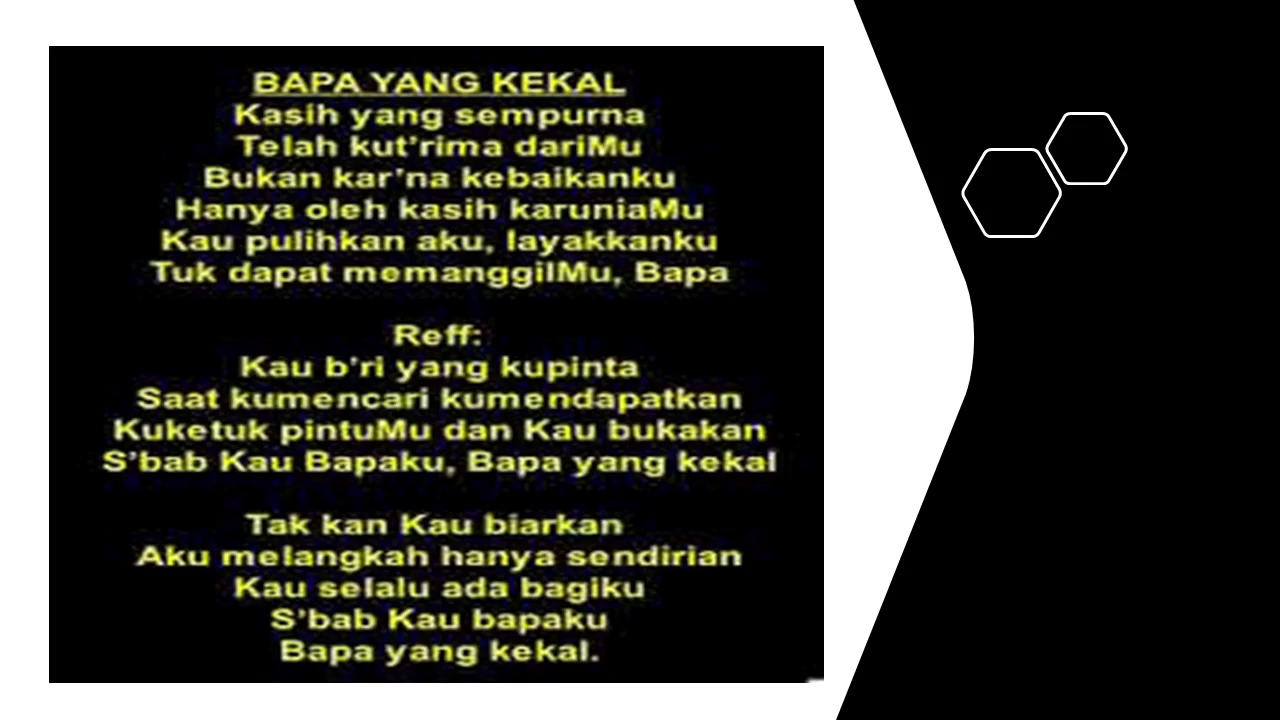 BAPA YANG KEKAL
Kasih yang sempurna
Telah kut'rima dariMu
Bukan kar'na kebaikanku
Hanya oleh kasih karuniaMu
Kau pulihkan aku, layakkanku
Tuk dapat memanggilMu, Bapa
Reff:
Kau b'ri yang kupinta
Saat kumencari kumendapatkan
Kuketuk pintuMu dan Kau bukakan
S'bab Kau Bapaku, Bapa yang kekal
Tak kan Kau biarkan
Aku melangkah hanya sendirian
Kau selalu ada bagiku
S'bab Kau bapaku
Bapa yang kekal.